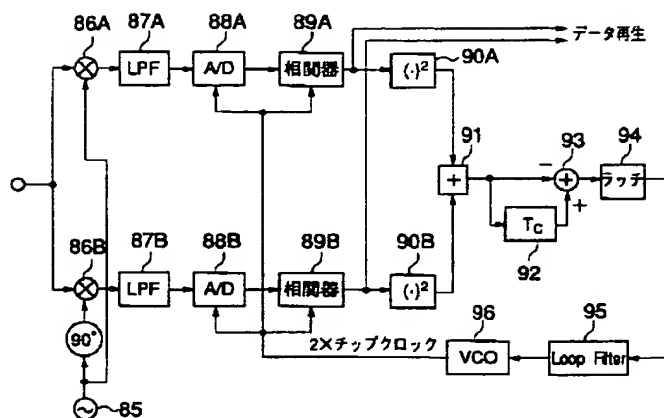 86A
87A
88A
89A
データ再生
90A
LPF
A/D
相関器
(・)²
91
93
94
－
＋
＋
ラッチ
86B
87B
88B
89B
90B
Tc
92
LPF
A/D
相関器
(・)²
90°
2×チップクロック
96
95
VCO
Loop Filter
～85